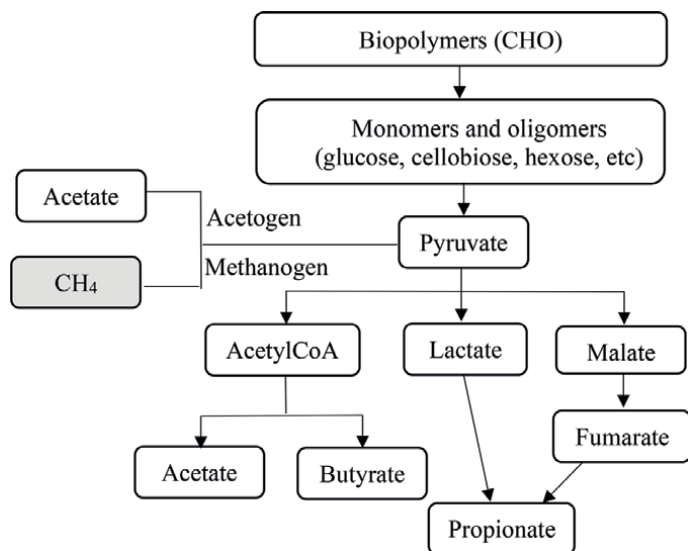 Biopolymers (CHO)
Monomers and oligomers
(glucose, cellobiose, hexose, etc)
Acetate
Acetogen
Pyruvate
Methanogen
CH₄
AcetylCoA
Lactate
Malate
Fumarate
Acetate
Butyrate
Propionate